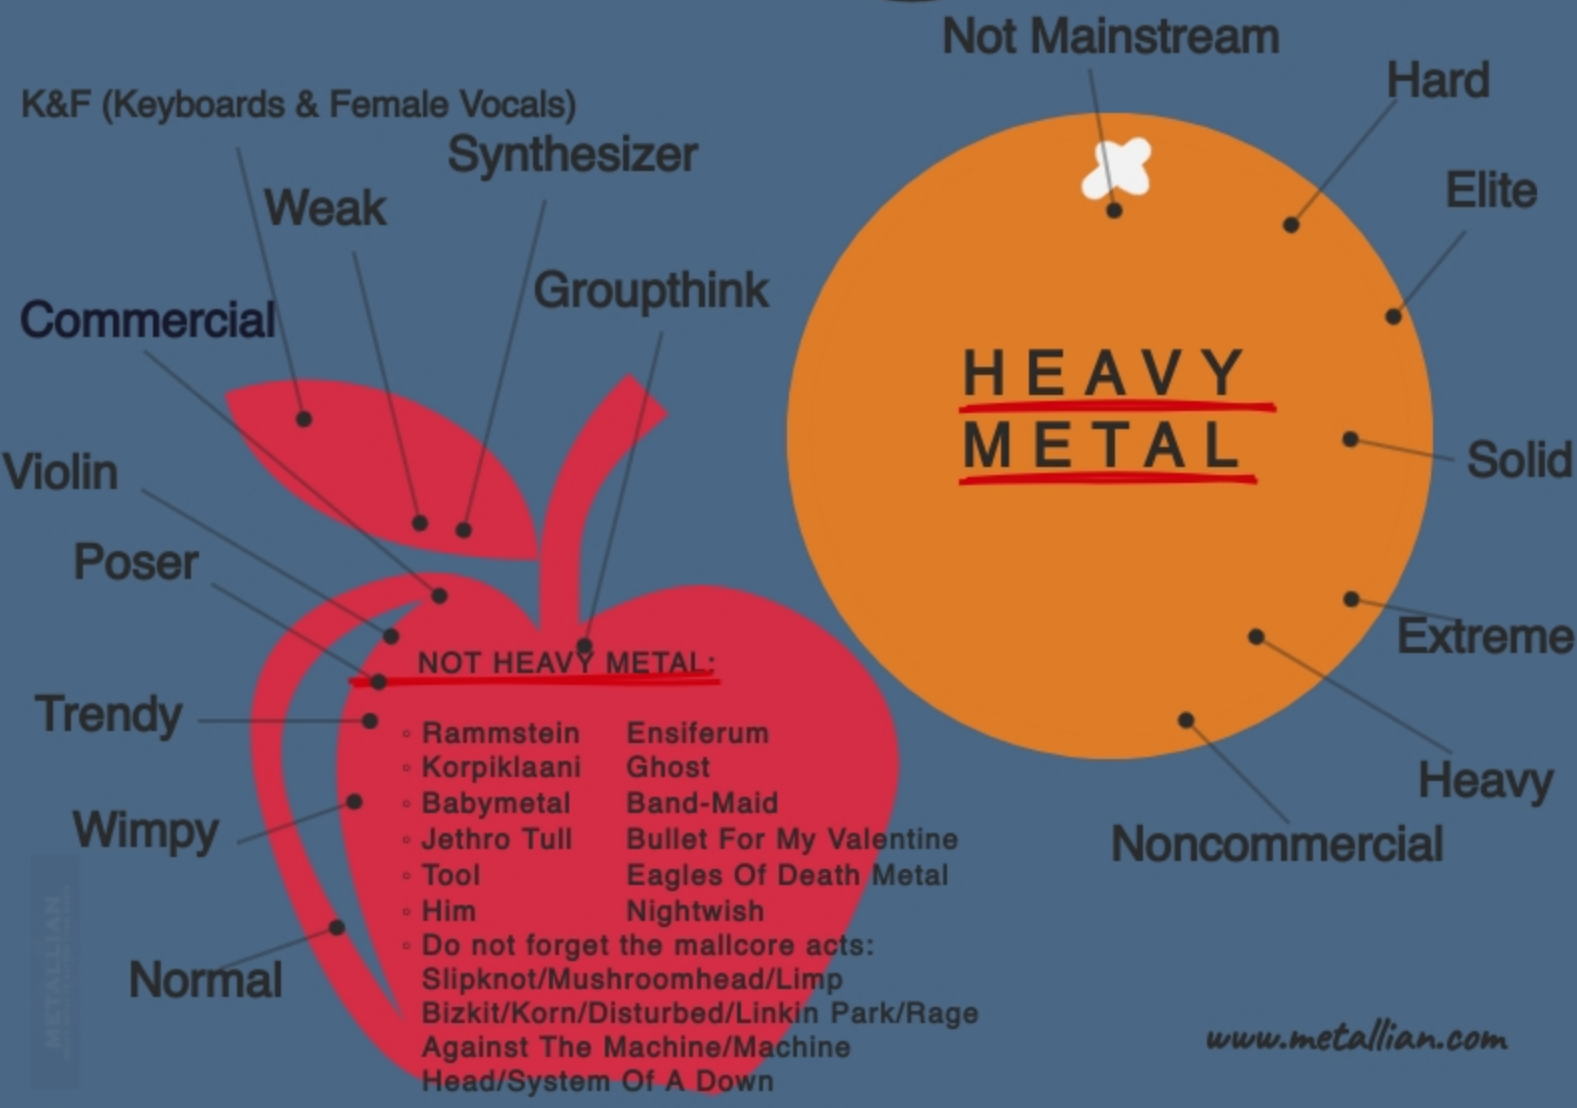 Not Mainstream
Hard
K&F (Keyboards & Female Vocals)
Synthesizer
Elite
Weak
Groupthink
Commercial
HEAVY
METAL
Violin
Solid
Poser
Extreme
NOT HEAVY METAL:
Trendy
◦ Rammstein Ensiferum
◦ Korpiklaani Ghost
◦ Babymetal Band-Maid
◦ Jethro Tull Bullet For My Valentine
◦ Tool Eagles Of Death Metal
◦ Him Nightwish
◦ Do not forget the mallcore acts:
Slipknot/Mushroomhead/Limp
Bizkit/Korn/Disturbed/Linkin Park/Rage
Against The Machine/Machine
Head/System Of A Down
Heavy
Wimpy
Noncommercial
Normal
METALLIAN
www.metallian.com